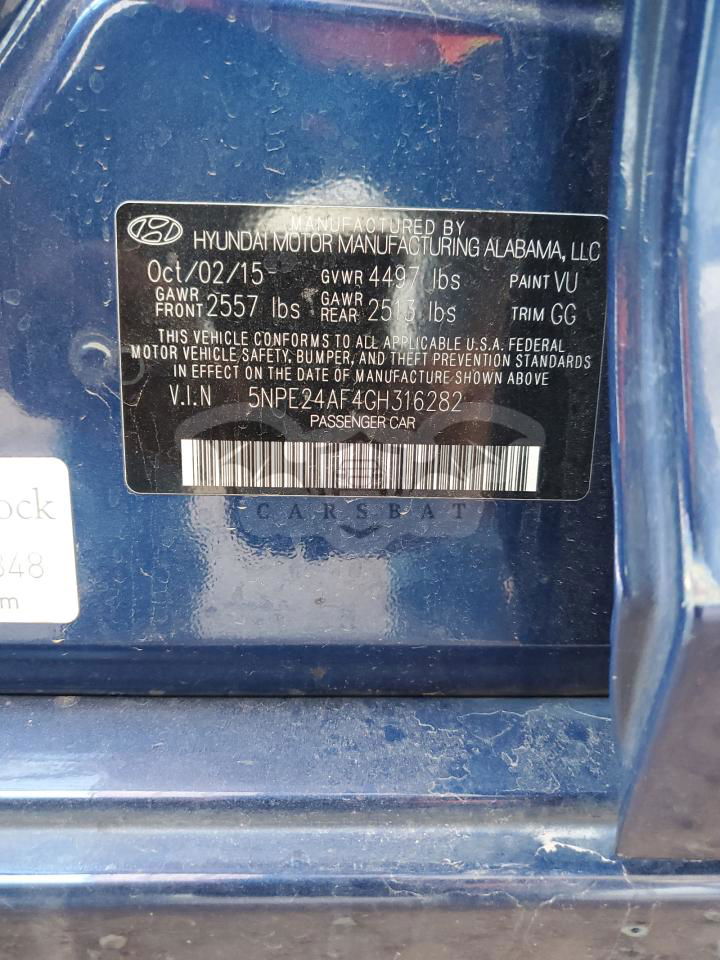 MANUFACTURED BY
HYUNDAI MOTOR MANUFACTURING ALABAMA, LLC
Oct/02/15 GVWR 4497 lbs PAINT VU
GAWR FRONT 2557 lbs GAWR REAR 2513 lbs TRIM GG
THIS VEHICLE CONFORMS TO ALL APPLICABLE U.S.A. FEDERAL
MOTOR VEHICLE SAFETY, BUMPER, AND THEFT PREVENTION STANDARDS
IN EFFECT ON THE DATE OF MANUFACTURE SHOWN ABOVE
V.I.N 5NPE24AF4GH316282
PASSENGER CAR
CARSBAT
ock
348
m